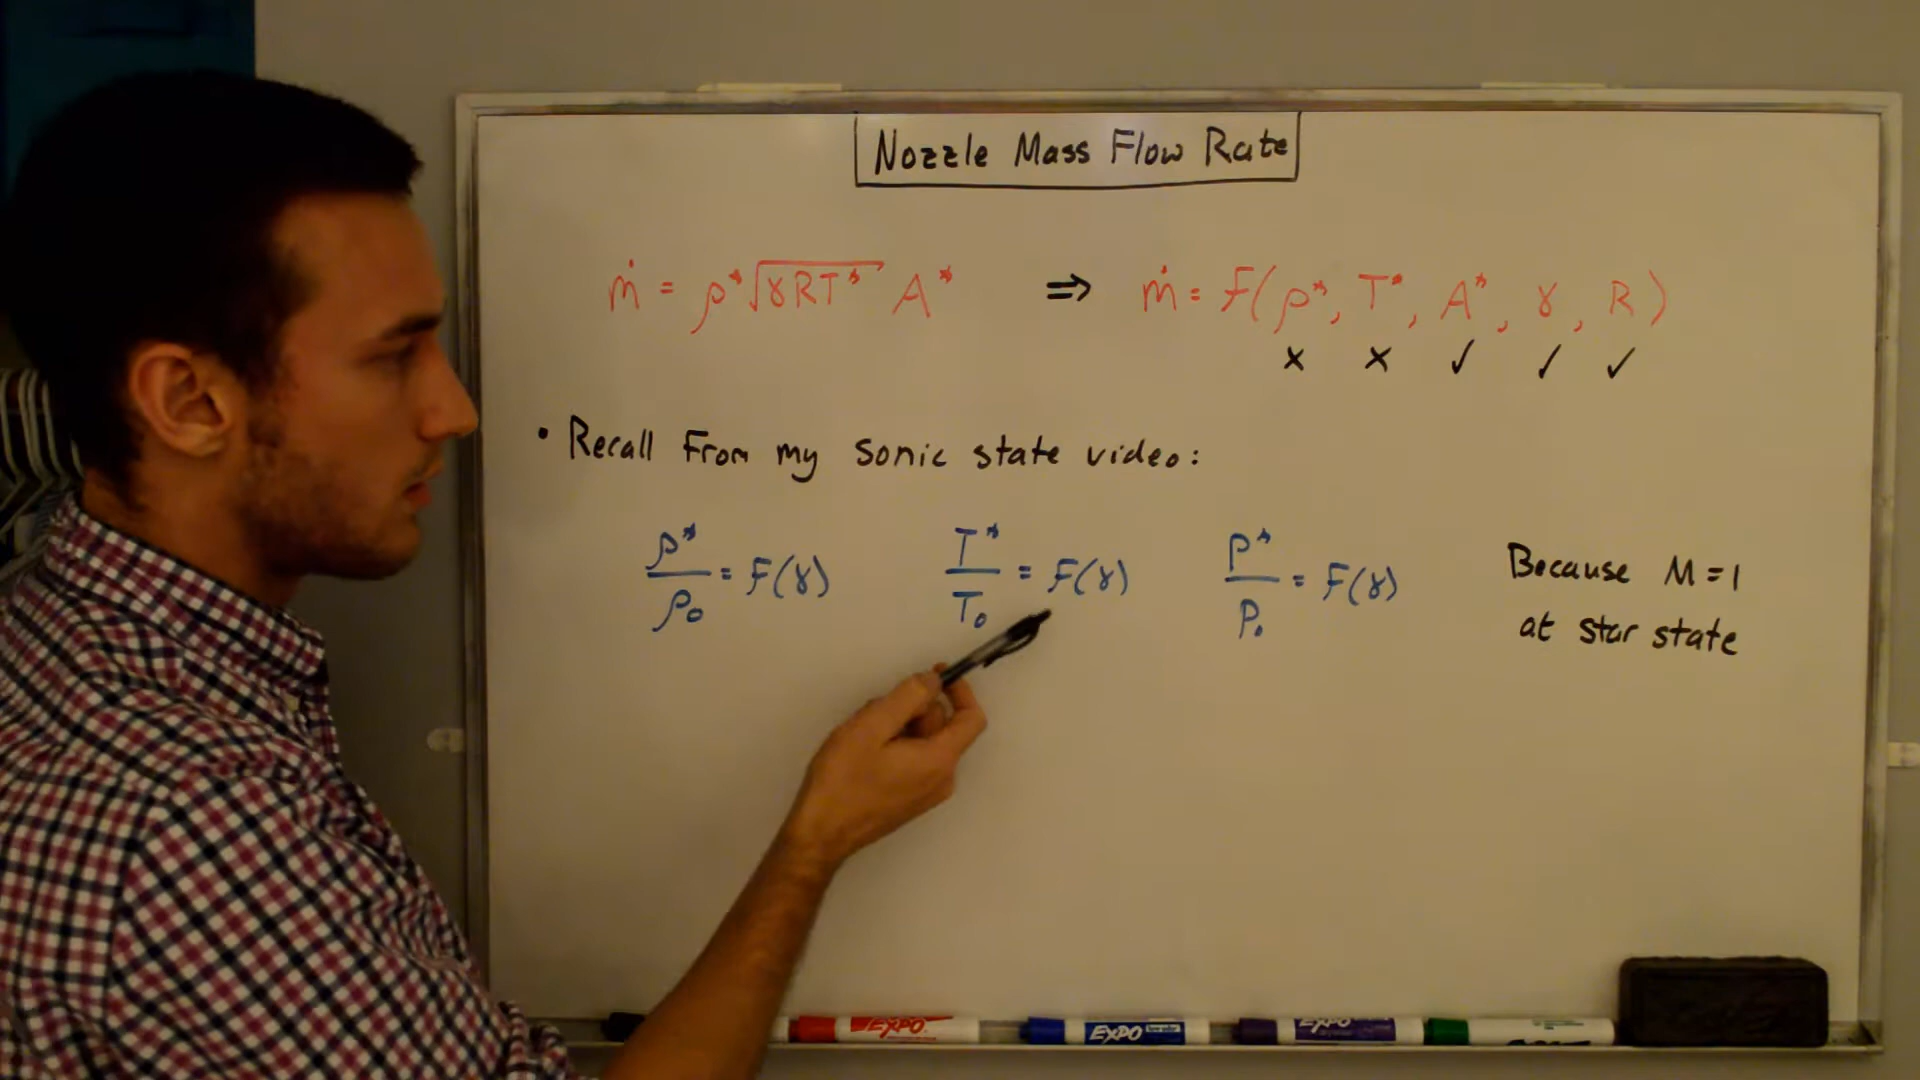 Nozzle Mass Flow Rate
ṁ = ρ*√(γRT*) A* ⇒ ṁ = F(ρ*, T*, A*, γ, R)
x x ✓ ✓ ✓
• Recall From my sonic state video:
ρ*/ρ₀ = F(γ) T*/T₀ = F(γ) P*/P₀ = F(γ)
Because M = 1
at star state
EXPO
EXPO
EXPO
EXPO